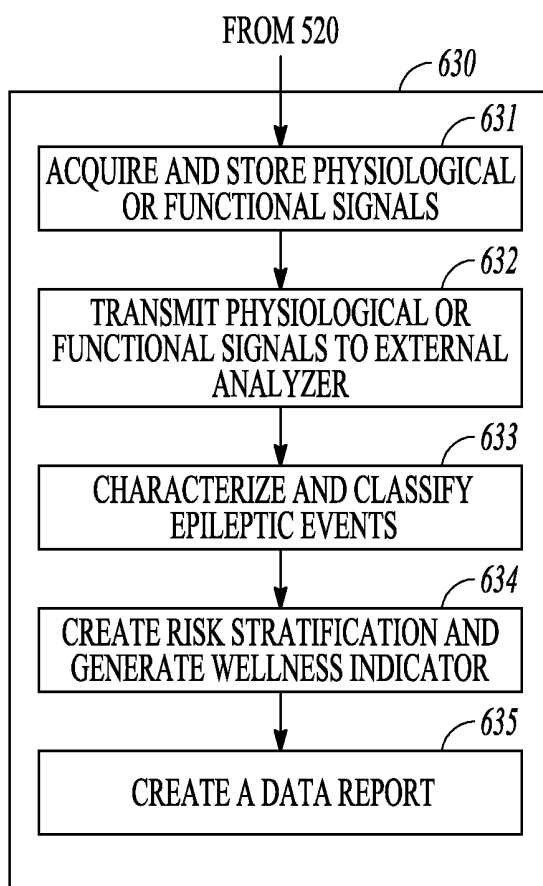 FROM 520
630
631
ACQUIRE AND STORE PHYSIOLOGICAL
OR FUNCTIONAL SIGNALS
632
TRANSMIT PHYSIOLOGICAL OR
FUNCTIONAL SIGNALS TO EXTERNAL
ANALYZER
633
CHARACTERIZE AND CLASSIFY
EPILEPTIC EVENTS
634
CREATE RISK STRATIFICATION AND
GENERATE WELLNESS INDICATOR
635
CREATE A DATA REPORT